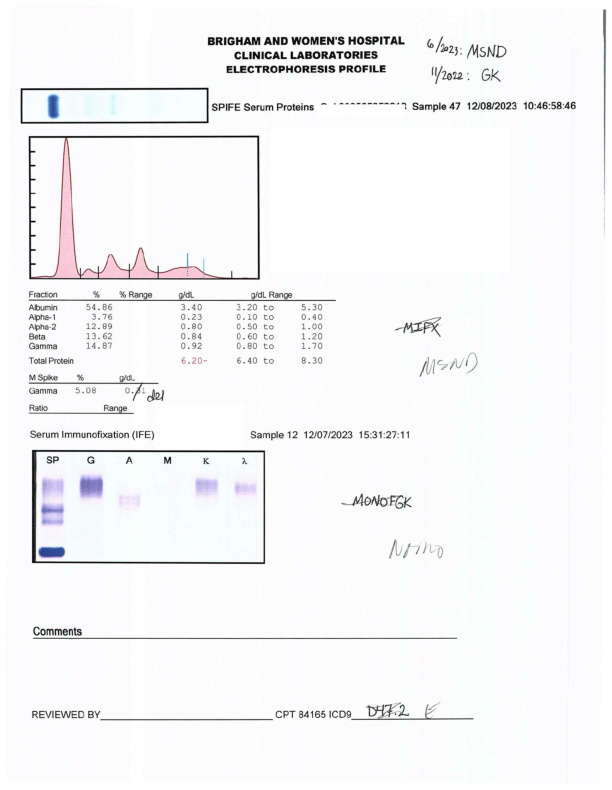 BRIGHAM AND WOMEN'S HOSPITAL
CLINICAL LABORATORIES
ELECTROPHORESIS PROFILE
6/2023: MSND
11/2022: GK
SPIFE Serum Proteins Sample 47 12/08/2023 10:46:58:46
Fraction % % Range g/dL g/dL Range
Albumin 54.86 3.40 3.20 to 5.30
Alpha-1 3.76 0.23 0.10 to 0.40
Alpha-2 12.89 0.80 0.50 to 1.00
Beta 13.62 0.84 0.60 to 1.20
Gamma 14.87 0.92 0.80 to 1.70
Total Protein 6.20- 6.40 to 8.30
MIFX
MSND
M Spike % g/dL
Gamma 5.08 0.31 del
Ratio Range
Serum Immunofixation (IFE) Sample 12 12/07/2023 15:31:27:11
SP G A M K λ
MONOFGK
Comments
REVIEWED BY CPT 84165 ICD9 D47.2